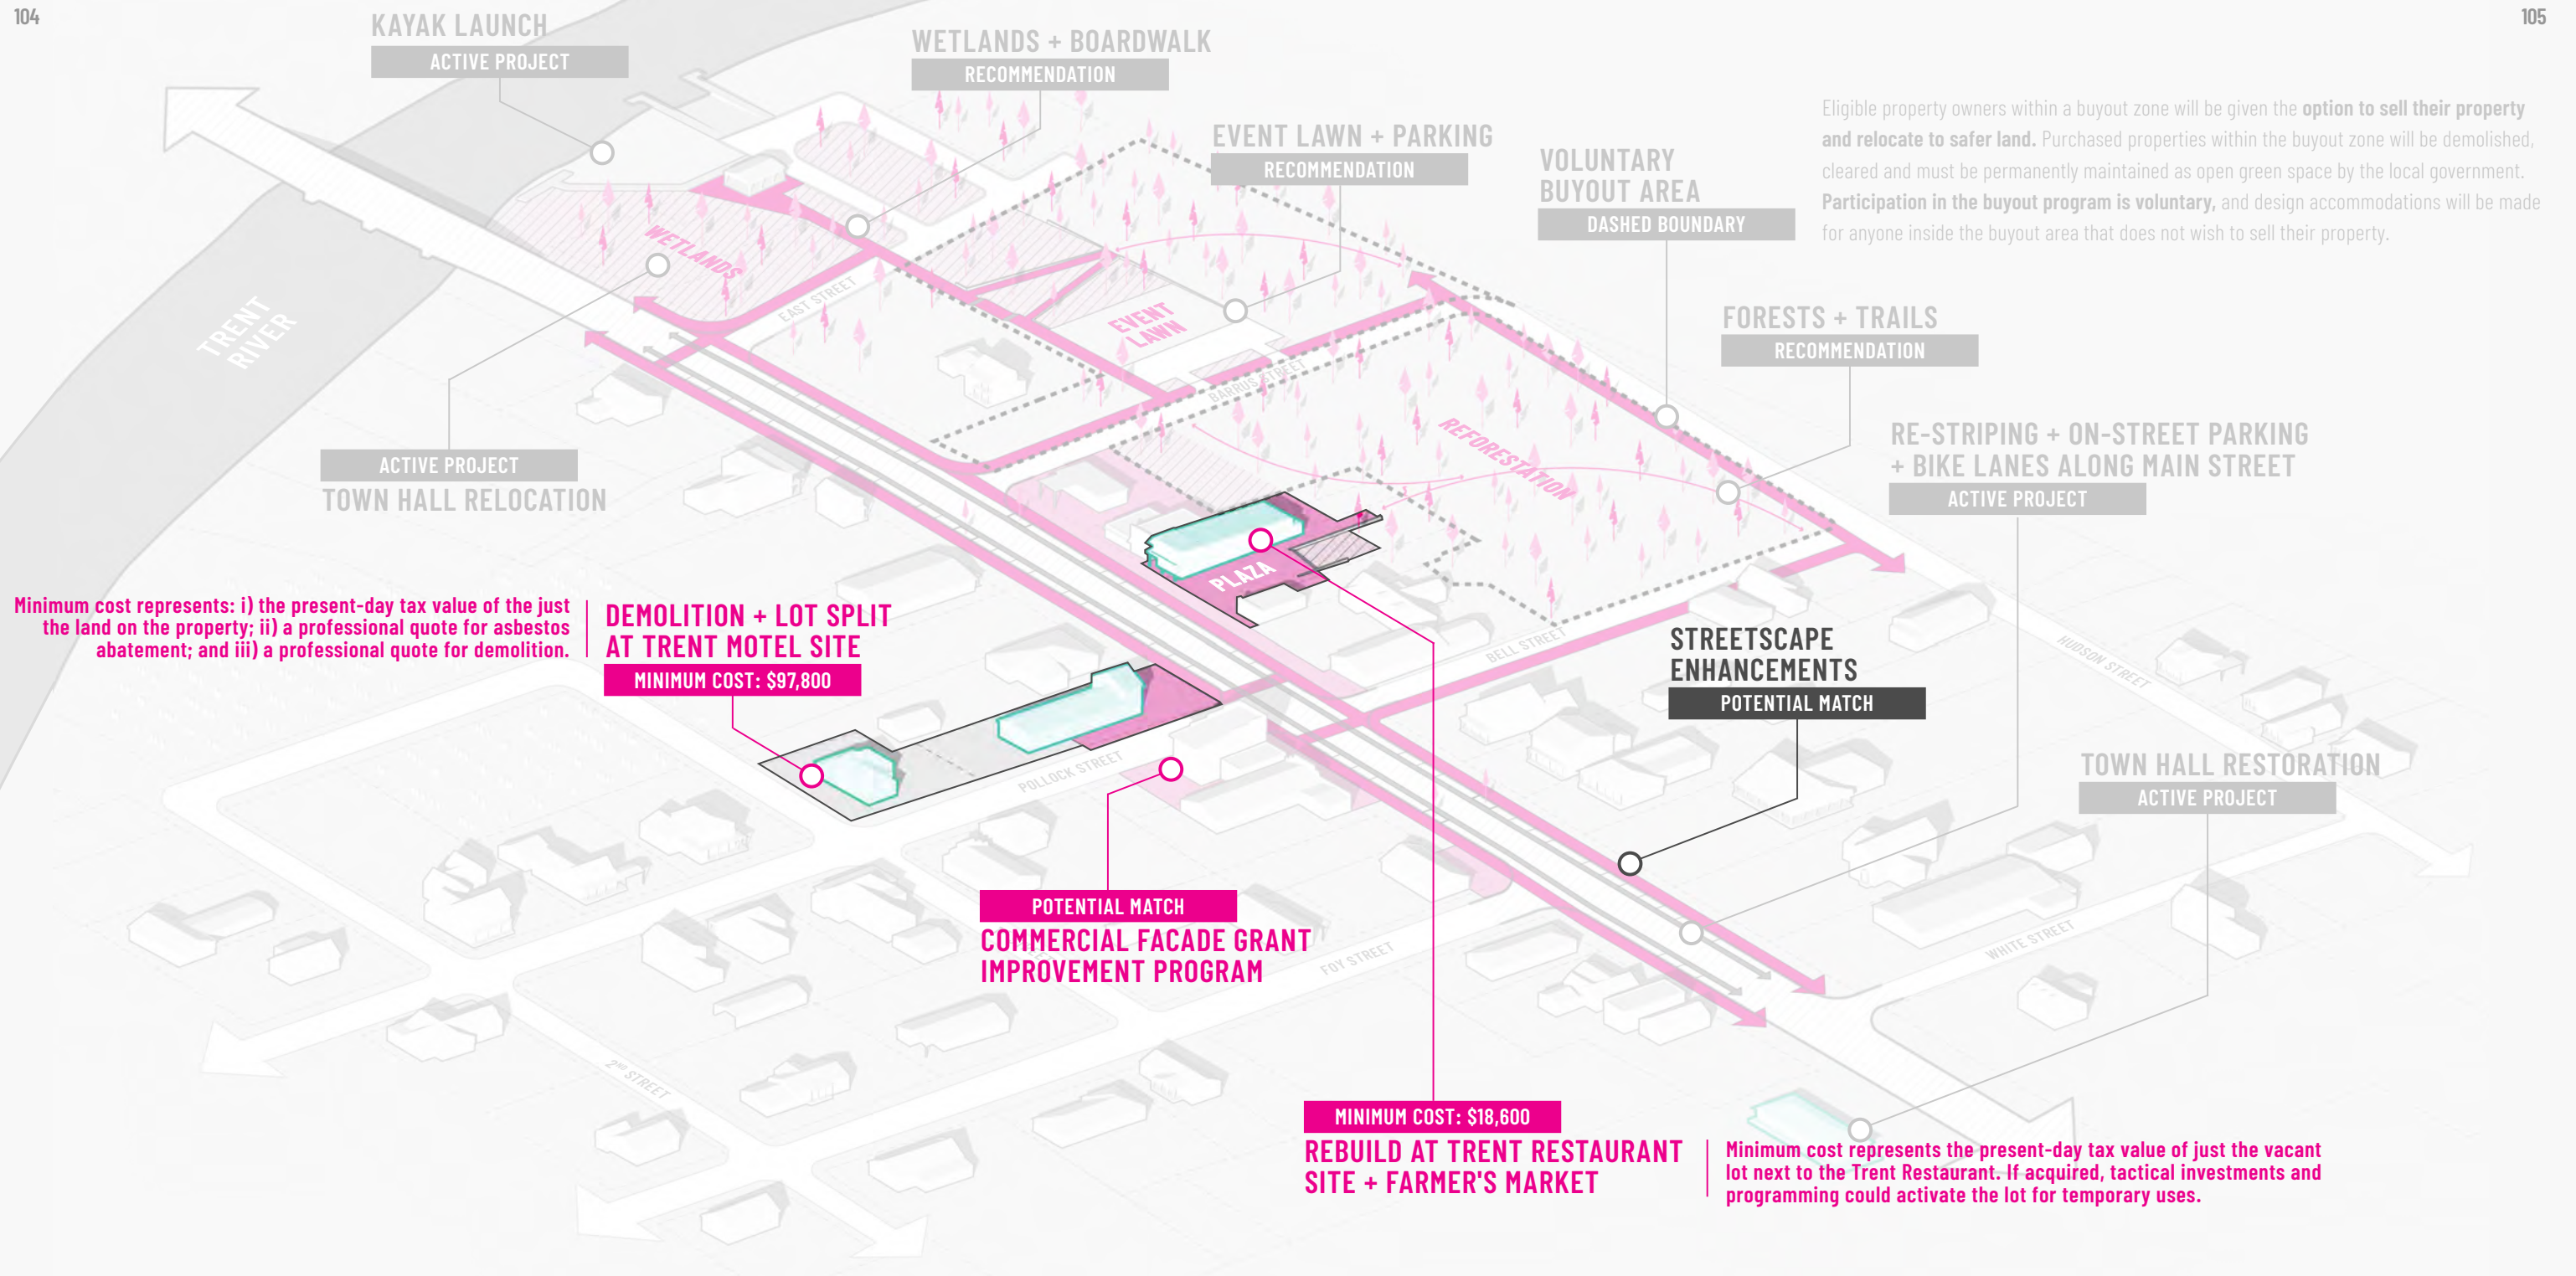 104
105
KAYAK LAUNCH
ACTIVE PROJECT
WETLANDS + BOARDWALK
RECOMMENDATION
EVENT LAWN + PARKING
RECOMMENDATION
VOLUNTARY
BUYOUT AREA
DASHED BOUNDARY
Eligible property owners within a buyout zone will be given the option to sell their property
and relocate to safer land. Purchased properties within the buyout zone will be demolished,
cleared and must be permanently maintained as open green space by the local government.
Participation in the buyout program is voluntary, and design accommodations will be made
for anyone inside the buyout area that does not wish to sell their property.
WETLANDS
EAST STREET
TRENT
RIVER
EVENT
LAWN
BARRUS STREET
FORESTS + TRAILS
RECOMMENDATION
REFORESTATION
RE-STRIPING + ON-STREET PARKING
+ BIKE LANES ALONG MAIN STREET
ACTIVE PROJECT
ACTIVE PROJECT
TOWN HALL RELOCATION
PLAZA
Minimum cost represents: i) the present-day tax value of the just
the land on the property; ii) a professional quote for asbestos
abatement; and iii) a professional quote for demolition.
DEMOLITION + LOT SPLIT
AT TRENT MOTEL SITE
MINIMUM COST: $97,800
BELL STREET
STREETSCAPE
ENHANCEMENTS
POTENTIAL MATCH
HUDSON STREET
POLLOCK STREET
TOWN HALL RESTORATION
ACTIVE PROJECT
POTENTIAL MATCH
COMMERCIAL FACADE GRANT
IMPROVEMENT PROGRAM
FOY STREET
WHITE STREET
2ND STREET
MINIMUM COST: $18,600
REBUILD AT TRENT RESTAURANT
SITE + FARMER'S MARKET
Minimum cost represents the present-day tax value of just the vacant
lot next to the Trent Restaurant. If acquired, tactical investments and
programming could activate the lot for temporary uses.